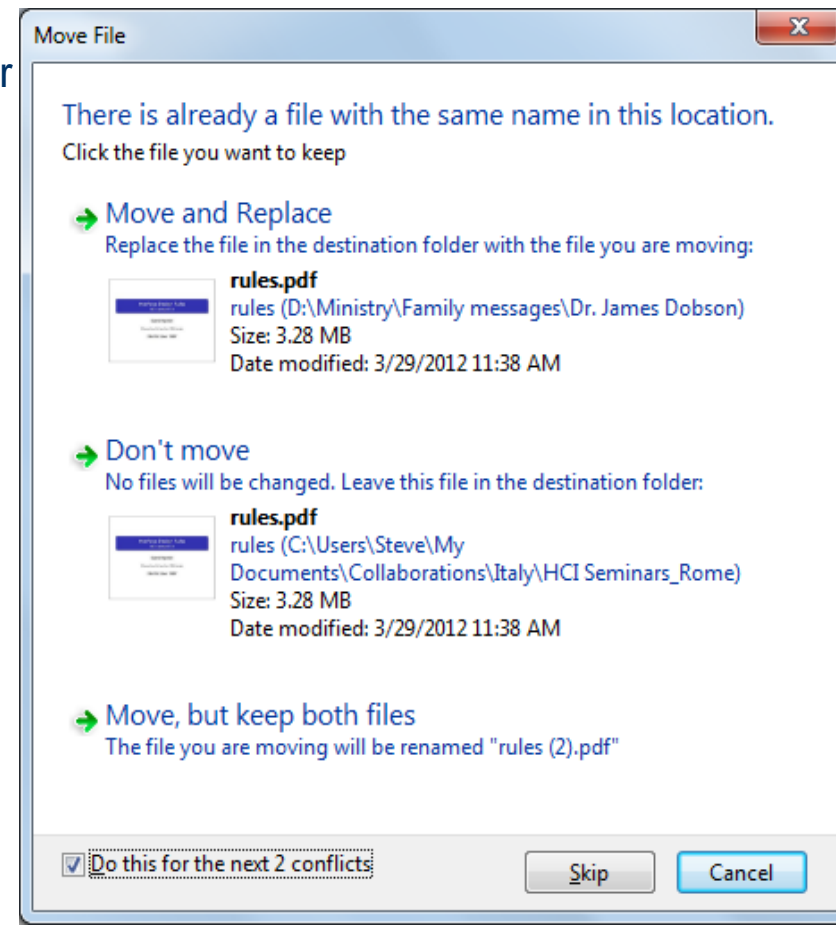 Move File
r
There is already a file with the same name in this location.
Click the file you want to keep
Move and Replace
Replace the file in the destination folder with the file you are moving:
rules.pdf
rules (D:\Ministry\Family messages\Dr. James Dobson)
Size: 3.28 MB
Date modified: 3/29/2012 11:38 AM
Don't move
No files will be changed. Leave this file in the destination folder:
rules.pdf
rules (C:\Users\Steve\My
Documents\Collaborations\Italy\HCI Seminars_Rome)
Size: 3.28 MB
Date modified: 3/29/2012 11:38 AM
Move, but keep both files
The file you are moving will be renamed "rules (2).pdf"
Do this for the next 2 conflicts
Skip
Cancel